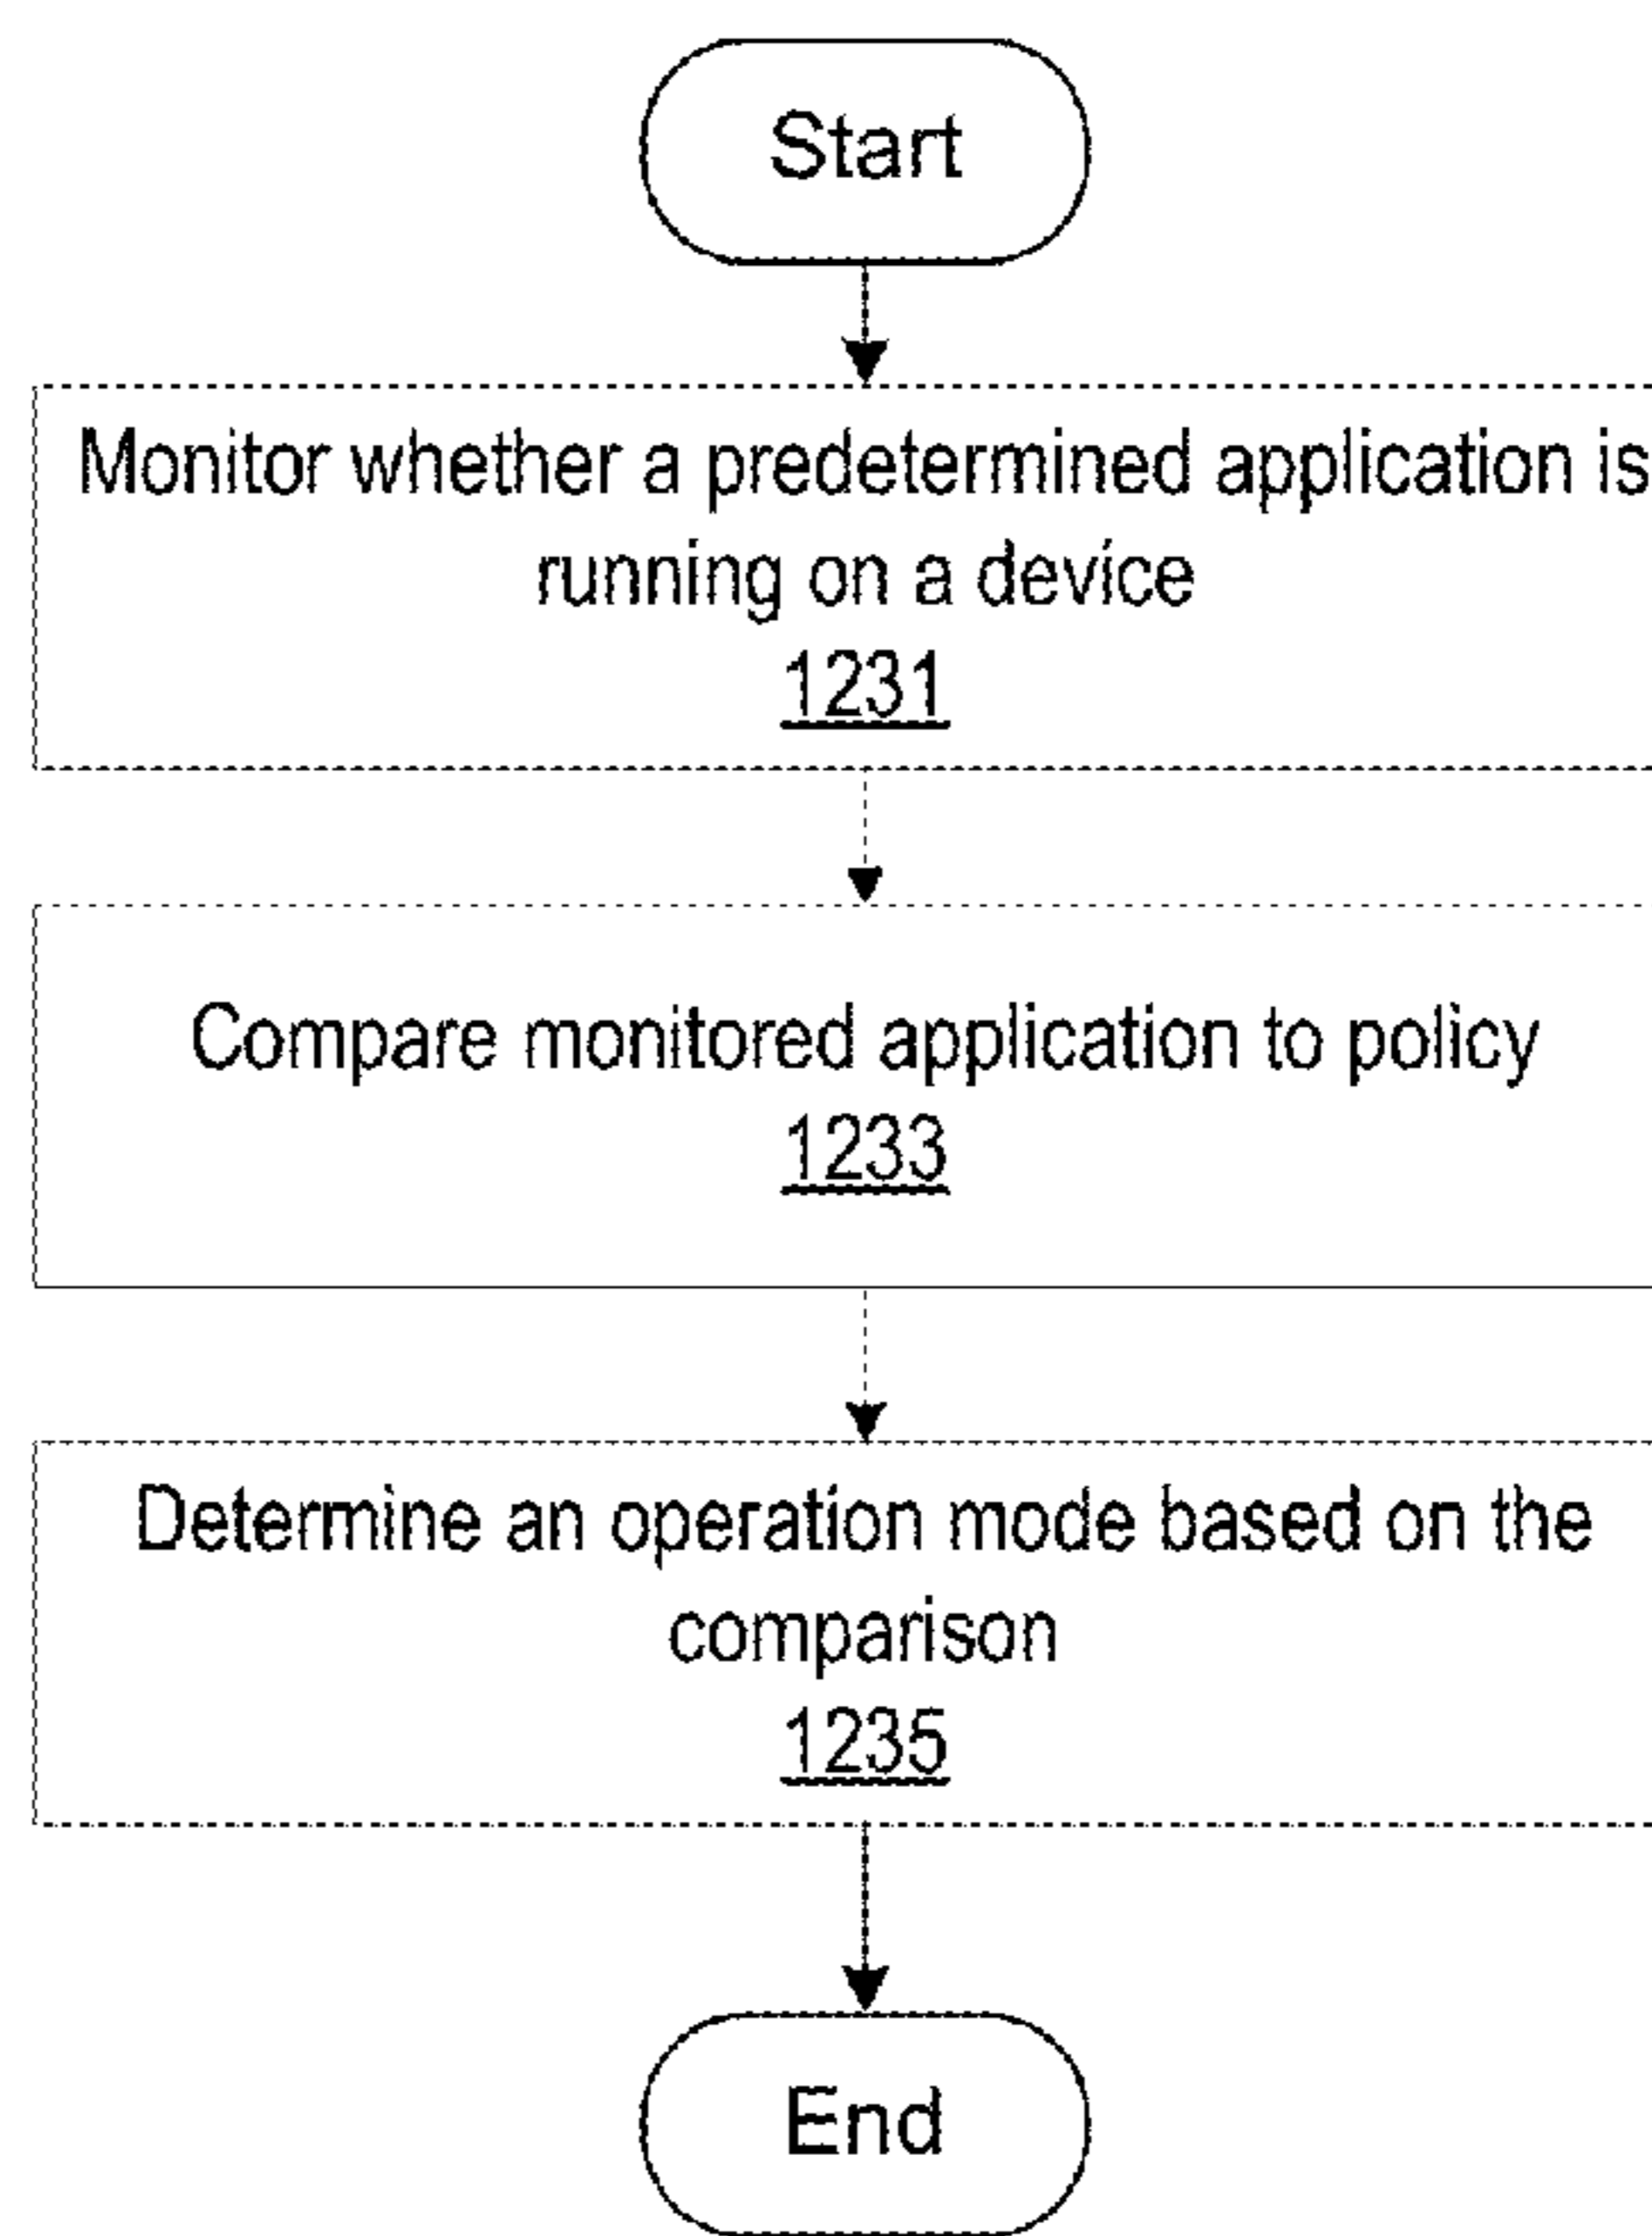 Start
Monitor whether a predetermined application is
running on a device
1231
Compare monitored application to policy
1233
Determine an operation mode based on the
comparison
1235
End